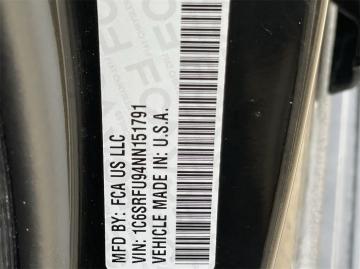 MFD BY: FCA US LLC
VIN: 1C6SRFU94NN151791
VEHICLE MADE IN: U.S.A.